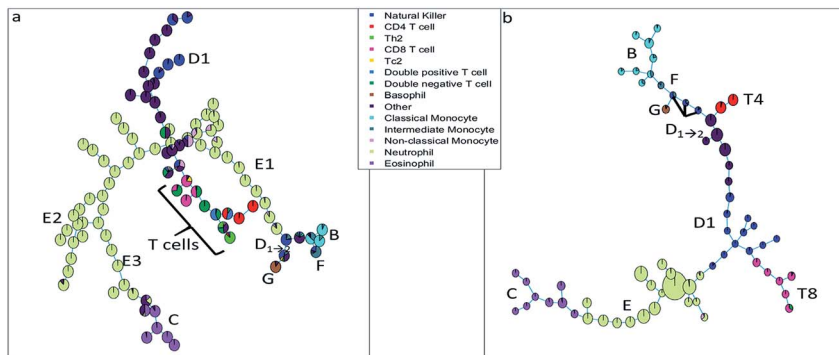 a
D1
E1
E2
E3
T cells
D1→2
B
F
G
C
Natural Killer
CD4 T cell
Th2
CD8 T cell
Tc2
Double positive T cell
Double negative T cell
Basophil
Other
Classical Monocyte
Intermediate Monocyte
Non-classical Monocyte
Neutrophil
Eosinophil
b
B
F
G
T4
D1→2
D1
C
E
T8